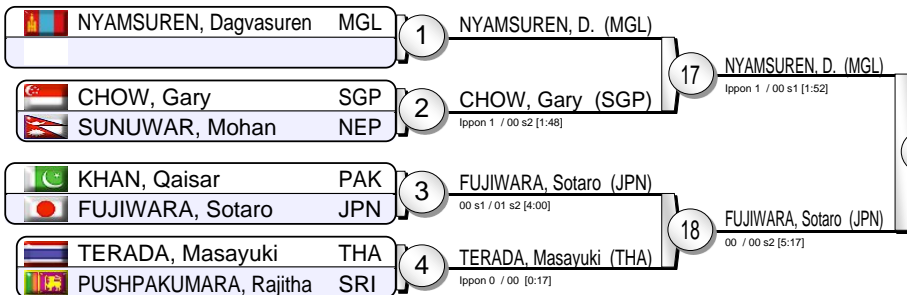 NYAMSUREN, Dagvasuren MGL
1
NYAMSUREN, D. (MGL)
CHOW, Gary SGP
SUNUWAR, Mohan NEP
2
CHOW, Gary (SGP)
Ippon 1 / 00 s2 [1:48]
17
NYAMSUREN, D. (MGL)
Ippon 1 / 00 s1 [1:52]
KHAN, Qaisar PAK
FUJIWARA, Sotaro JPN
3
FUJIWARA, Sotaro (JPN)
00 s1 / 01 s2 [4:00]
TERADA, Masayuki THA
PUSHPAKUMARA, Rajitha SRI
4
TERADA, Masayuki (THA)
Ippon 0 / 00 [0:17]
18
FUJIWARA, Sotaro (JPN)
00 / 00 s2 [5:17]